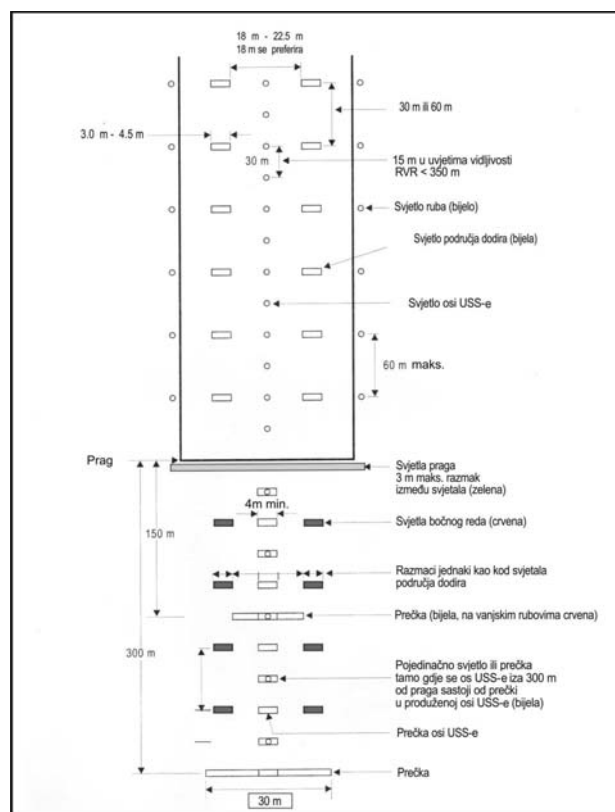 18 m - 22.5 m
18 m se preferira
30 m ili 60 m
3.0 m - 4.5 m
30 m
15 m u uvjetima vidljivosti
RVR < 350 m
Svjetlo ruba (bijelo)
Svjetlo područja dodira (bijela)
Svjetlo osi USS-e
60 m maks.
Prag
Svjetla praga
3 m maks. razmak
između svjetala (zelena)
4m min.
Svjetla bočnog reda (crvena)
150 m
Razmaci jednaki kao kod svjetala
područja dodira
Prečka (bijela, na vanjskim rubovima crvena)
300 m
Pojedinačno svjetlo ili prečka
tamo gdje se os USS-e iza 300 m
od praga sastoji od prečki
u produženoj osi USS-e (bijela)
Prečka osi USS-e
Prečka
30 m